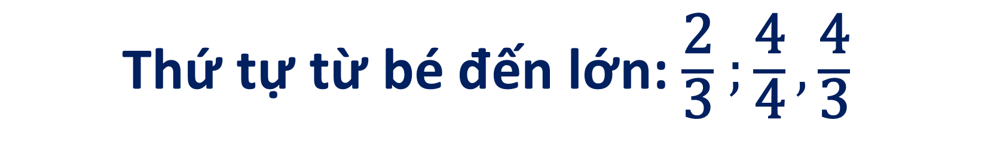 Thứ tự từ bé đến lớn: 2/3 ; 4/4 , 4/3